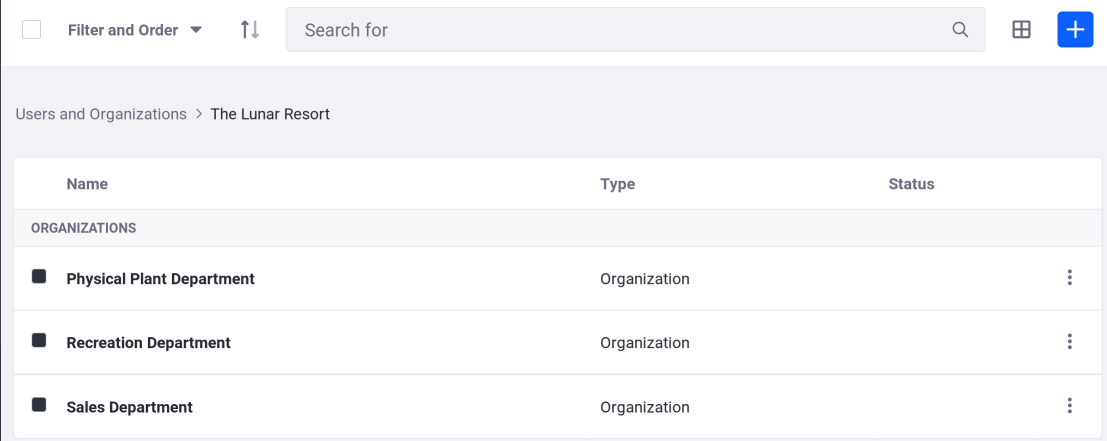 Filter and Order
Search for
Users and Organizations > The Lunar Resort
Name Type Status
ORGANIZATIONS
Physical Plant Department Organization
Recreation Department Organization
Sales Department Organization